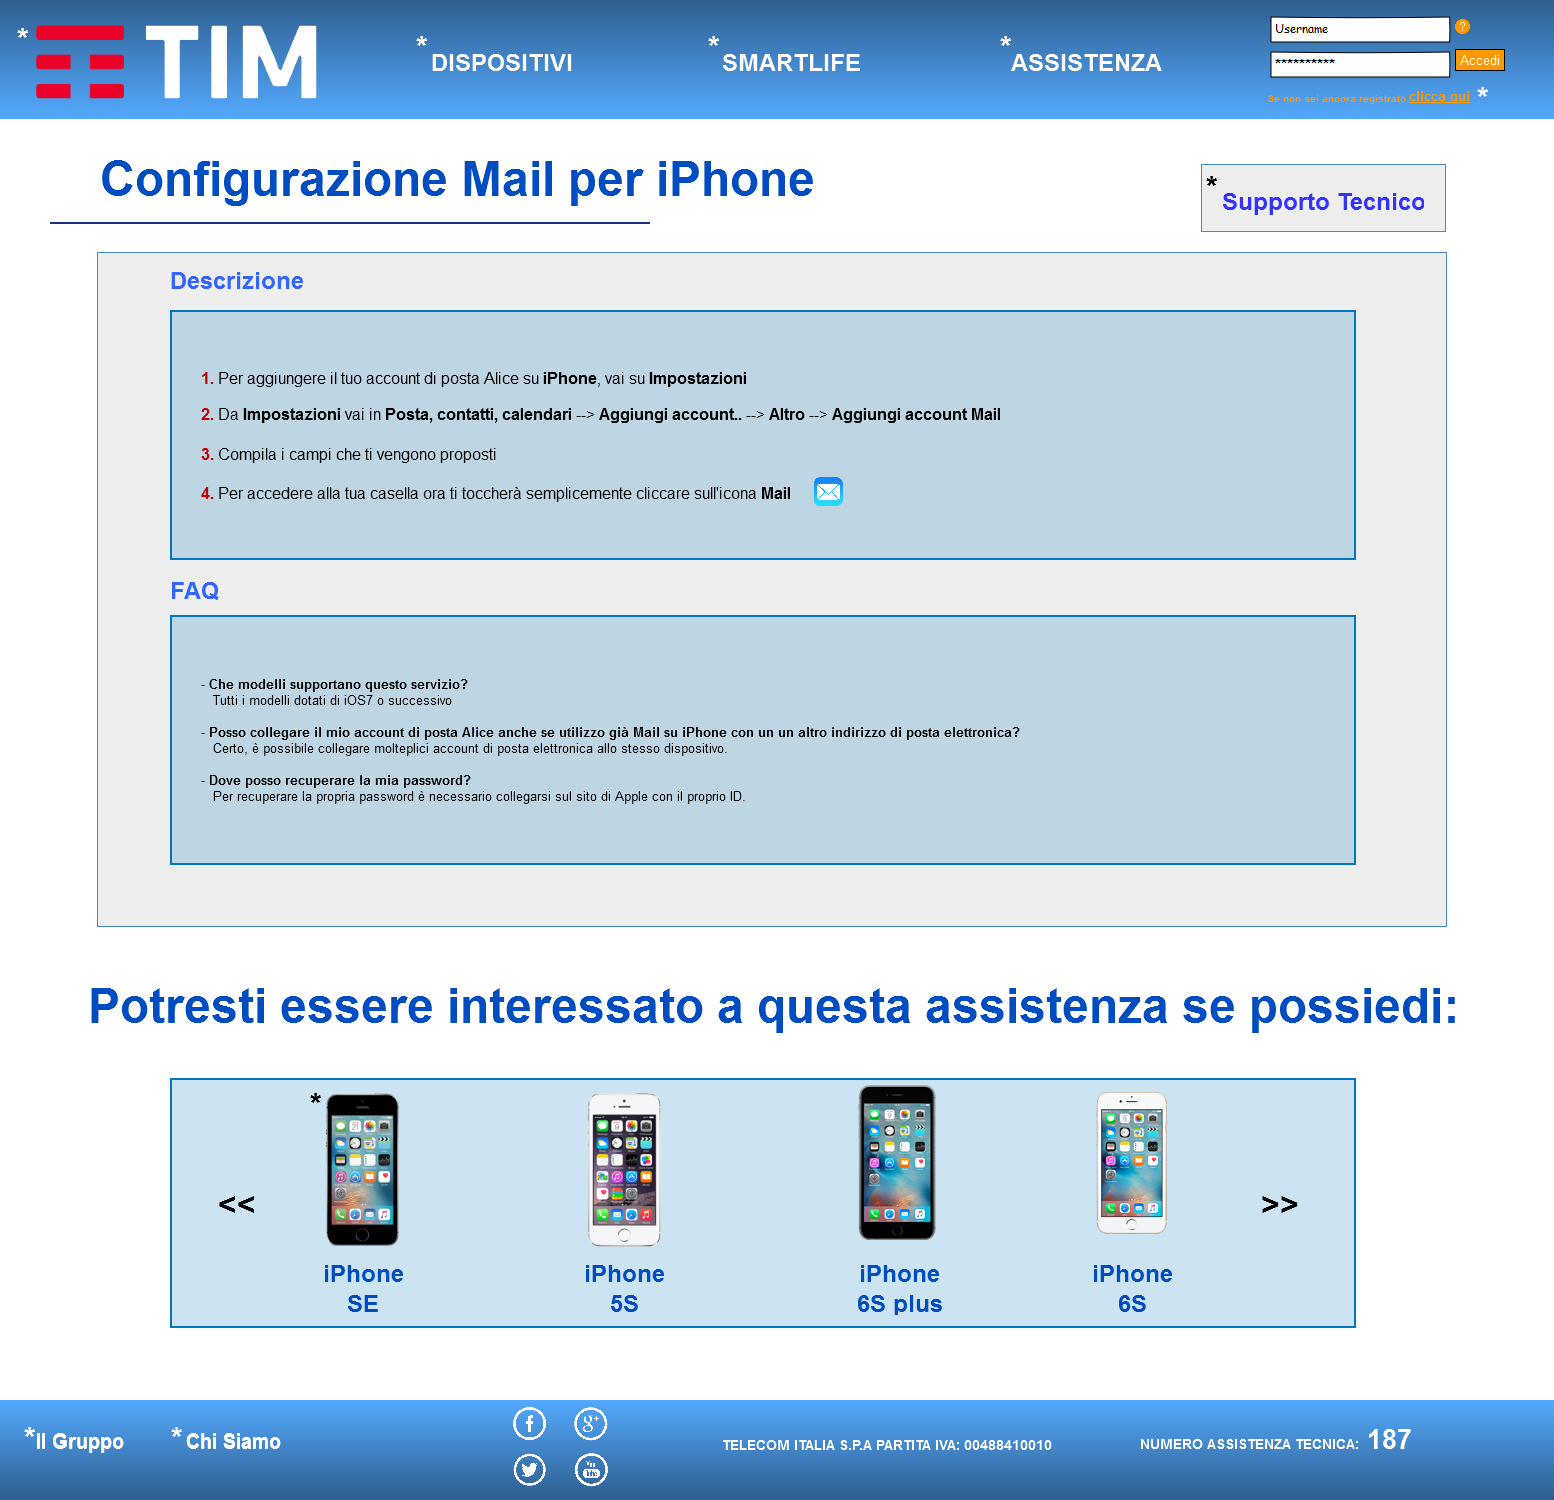 * TIM
* DISPOSITIVI
* SMARTLIFE
* ASSISTENZA
Username
?
**********
Accedi
Se non sei ancora registrato clicca qui *
Configurazione Mail per iPhone
* Supporto Tecnico
Descrizione
1. Per aggiungere il tuo account di posta Alice su iPhone, vai su Impostazioni
2. Da Impostazioni vai in Posta, contatti, calendari --> Aggiungi account.. --> Altro --> Aggiungi account Mail
3. Compila i campi che ti vengono proposti
4. Per accedere alla tua casella ora ti toccherà semplicemente cliccare sull'icona Mail
FAQ
- Che modelli supportano questo servizio?
Tutti i modelli dotati di iOS7 o successivo
- Posso collegare il mio account di posta Alice anche se utilizzo già Mail su iPhone con un un altro indirizzo di posta elettronica?
Certo, è possibile collegare molteplici account di posta elettronica allo stesso dispositivo.
- Dove posso recuperare la mia password?
Per recuperare la propria password è necessario collegarsi sul sito di Apple con il proprio ID.
Potresti essere interessato a questa assistenza se possiedi:
*
<<
>>
iPhone
SE
iPhone
5S
iPhone
6S plus
iPhone
6S
*Il Gruppo
* Chi Siamo
f
g+
You
Tube
TELECOM ITALIA S.P.A PARTITA IVA: 00488410010
NUMERO ASSISTENZA TECNICA: 187